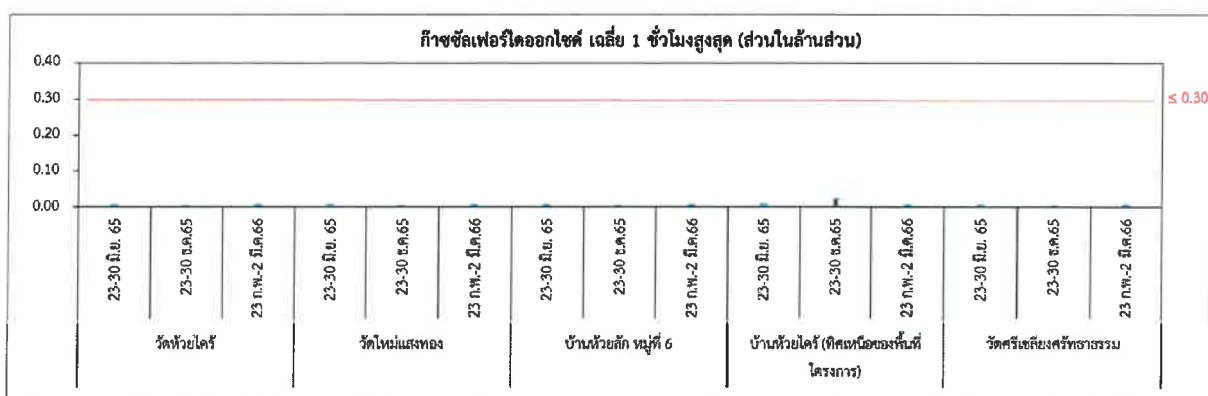 ก๊าซซัลเฟอร์ไดออกไซด์ เฉลี่ย 1 ชั่วโมงสูงสุด (ส่วนในล้านส่วน)
0.40
0.30
≤ 0.30
0.20
0.10
0.00
23-30 มิ.ย. 65
23-30 ธ.ค.65
23 ก.พ.-2 มี.ค.66
23-30 มิ.ย. 65
23-30 ธ.ค.65
23 ก.พ.-2 มี.ค.66
23-30 มิ.ย. 65
23-30 ธ.ค.65
23 ก.พ.-2 มี.ค.66
23-30 มิ.ย. 65
23-30 ธ.ค.65
23 ก.พ.-2 มี.ค.66
23-30 มิ.ย. 65
23-30 ธ.ค.65
23 ก.พ.-2 มี.ค.66
วัดห้วยไคร้
วัดใหม่แสงทอง
บ้านห้วยสัก หมู่ที่ 6
บ้านห้วยไคร้ (ทิศเหนือของพื้นที่
โครงการ)
วัดศรีเชลียงศรัทธาธรรม